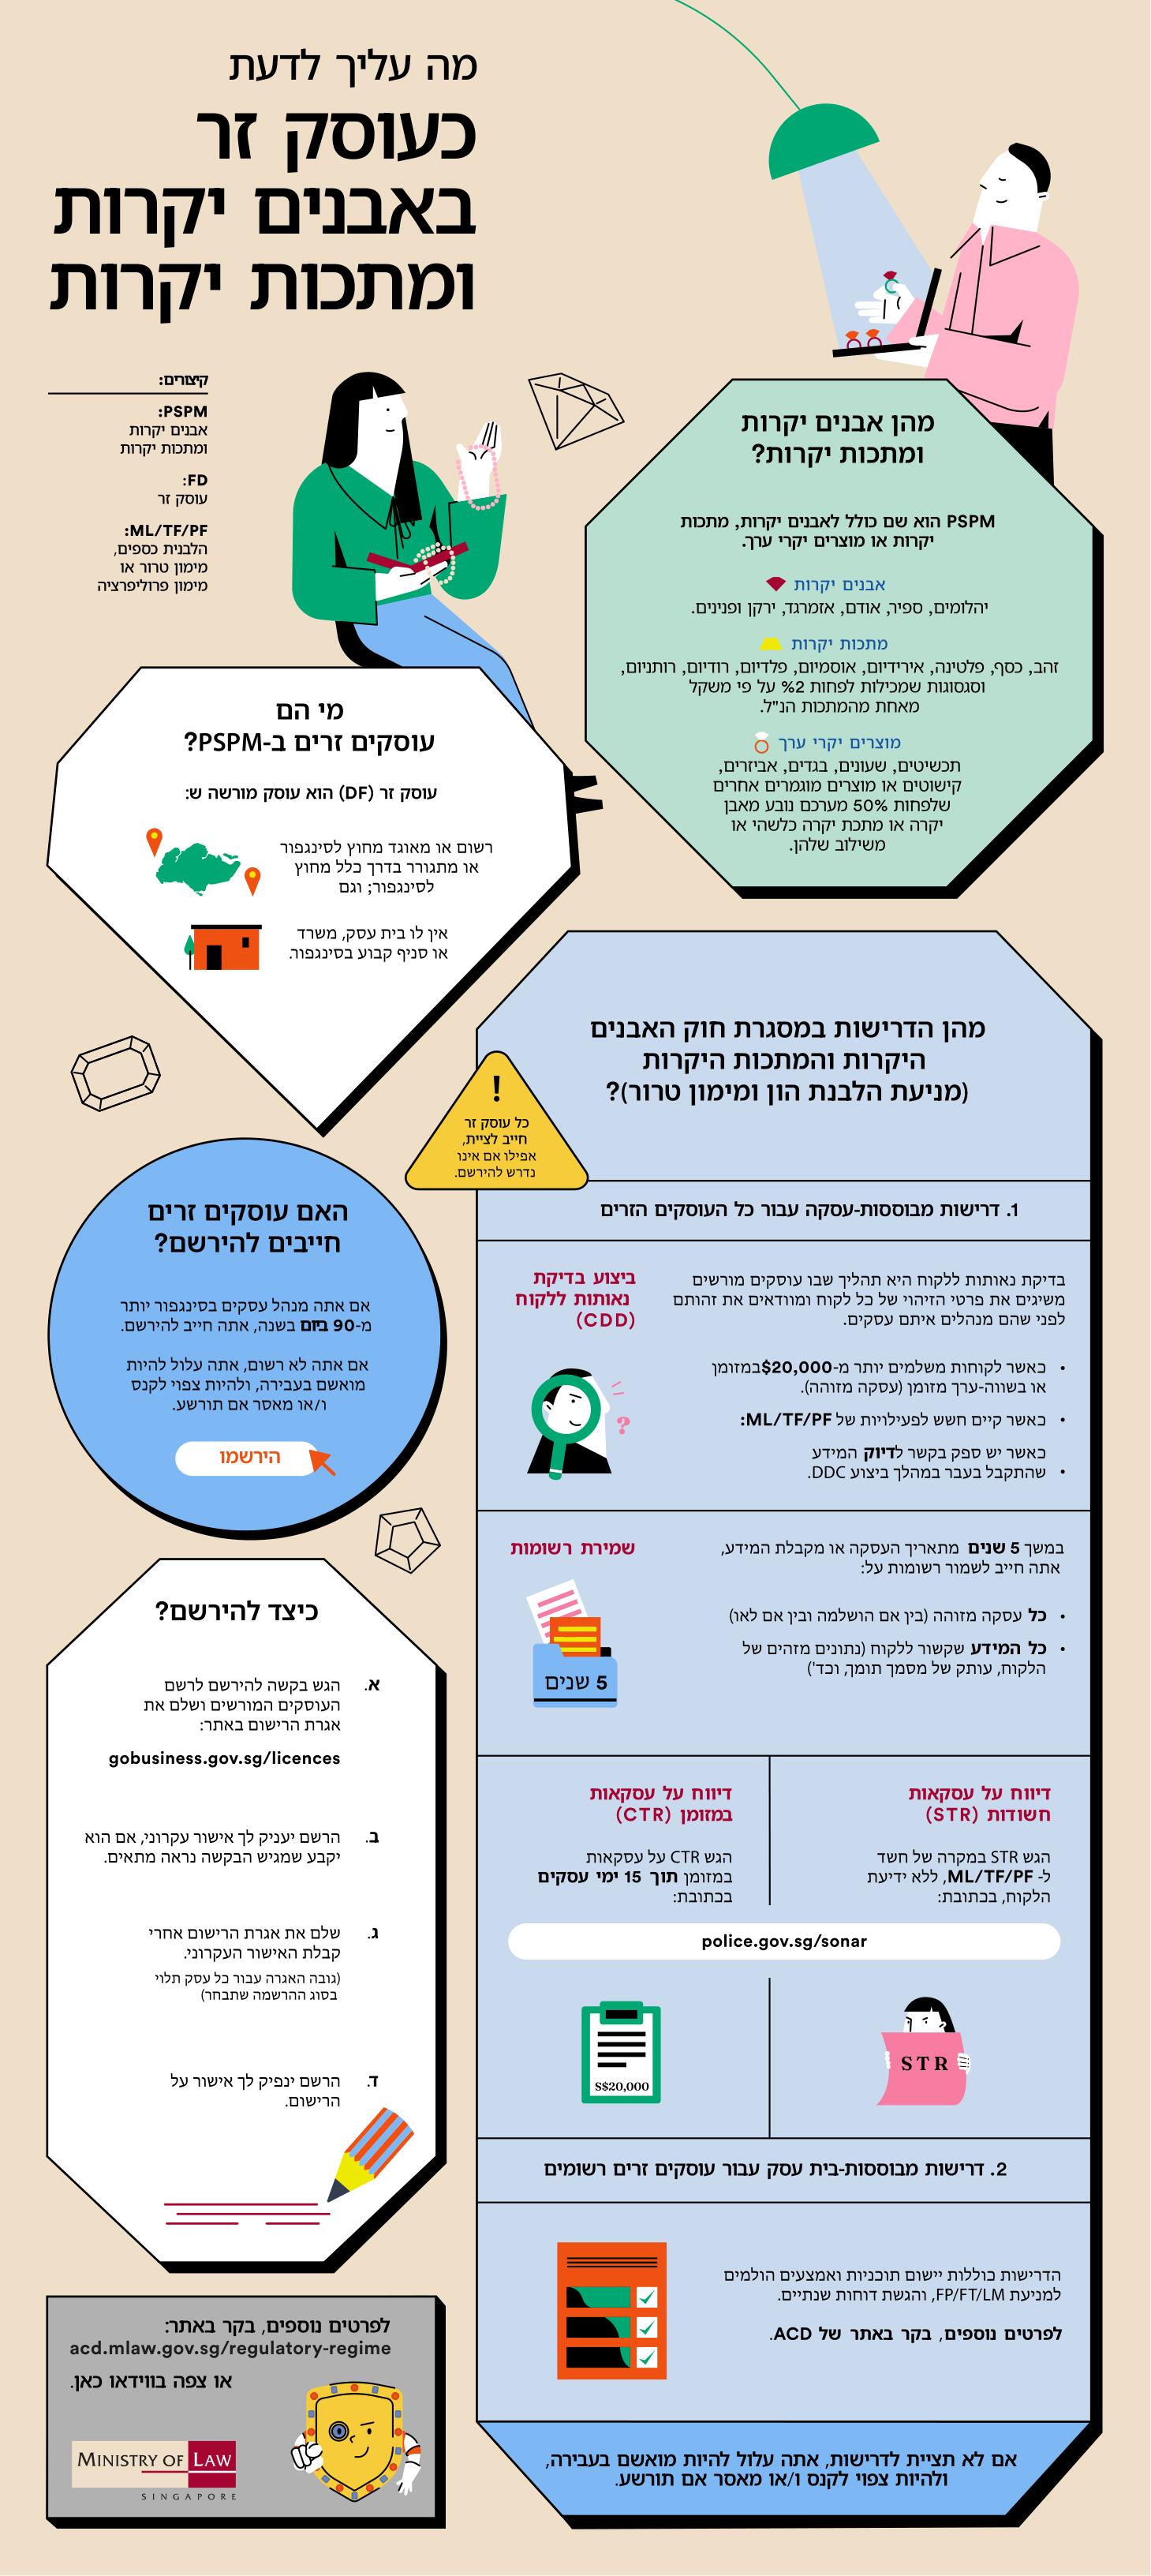 מה עליך לדעת
כעוסק זר
באבנים יקרות
ומתכות יקרות
קיצורים:
PSPM:
אבנים יקרות
ומתכות יקרות
FD:
עוסק זר
ML/TF/PF:
הלבנית כספים,
מימון טרור או
מימון פרוליפרציה
מהן אבנים יקרות
ומתכות יקרות?
PSPM הוא שם כולל לאבנים יקרות, מתכות
יקרות או מוצרים יקרי ערך.
אבנים יקרות
יהלומים, ספיר, אודם, אזמרגד, ירקן ופנינים.
מתכות יקרות
זהב, כסף, פלטינה, אירידיום, אוסמיום, פלדיום, רודיום, רותניום,
וסגסוגות שמכילות לפחות 2% על פי משקל
מאחת מהמתכות הנ"ל.
מוצרים יקרי ערך
תכשיטים, שעונים, בגדים, אביזרים,
קישוטים או מוצרים מוגמרים אחרים
שלפחות 50% מערכם נובע מאבן
יקרה או מתכת יקרה כלשהי או
משילוב שלהן.
מי הם
עוסקים זרים ב-PSPM?
עוסק זר (DF) הוא עוסק מורשה ש:
רשום או מאוגד מחוץ לסינגפור
או מתגורר בדרך כלל מחוץ
לסינגפור; וגם
אין לו בית עסק, משרד
או סניף קבוע בסינגפור.
מהן הדרישות במסגרת חוק האבנים
היקרות והמתכות היקרות
(מניעת הלבנת הון ומימון טרור)?
!
כל עוסק זר
חייב לציית,
אפילו אם אינו
נדרש להירשם.
1. דרישות מבוססות-עסקה עבור כל העוסקים הזרים
ביצוע בדיקת
נאותות ללקוח
(CDD)
בדיקת נאותות ללקוח היא תהליך שבו עוסקים מורשים
משיגים את פרטי הזיהוי של כל לקוח ומוודאים את זהותם
לפני שהם מנהלים איתם עסקים.
• כאשר לקוחות משלמים יותר מ-$20,000במזומן
או בשווה-ערך מזומן (עסקה מזוהה).
• כאשר קיים חשש לפעילויות של ML/TF/PF:
כאשר יש ספק בקשר לדיוק המידע
• שהתקבל בעבר במהלך ביצוע DDC.
?
שמירת רשומות
במשך 5 שנים מתאריך העסקה או מקבלת המידע,
אתה חייב לשמור רשומות על:
• כל עסקה מזוהה (בין אם הושלמה ובין אם לאו)
• כל המידע שקשור ללקוח (נתונים מזהים של
הלקוח, עותק של מסמך תומך, וכד')
5 שנים
דיווח על עסקאות
חשודות (STR)
הגש STR במקרה של חשד
ל- ML/TF/PF, ללא ידיעת
הלקוח, בכתובת:
דיווח על עסקאות
במזומן (CTR)
הגש CTR על עסקאות
במזומן תוך 15 ימי עסקים
בכתובת:
police.gov.sg/sonar
STR
S$20,000
2. דרישות מבוססות-בית עסק עבור עוסקים זרים רשומים
הדרישות כוללות יישום תוכניות ואמצעים הולמים
למניעת FP/FT/LM, והגשת דוחות שנתיים.
לפרטים נוספים, בקר באתר של ACD.
אם לא תציית לדרישות, אתה עלול להיות מואשם בעבירה,
ולהיות צפוי לקנס ו/או מאסר אם תורשע.
האם עוסקים זרים
חייבים להירשם?
אם אתה מנהל עסקים בסינגפור יותר
מ-90 ביום בשנה, אתה חייב להירשם.
אם אתה לא רשום, אתה עלול להיות
מואשם בעבירה, ולהיות צפוי לקנס
ו/או מאסר אם תורשע.
הירשמו
כיצד להירשם?
א. הגש בקשה להירשם לרשם
העוסקים המורשים ושלם את
אגרת הרישום באתר:
gobusiness.gov.sg/licences
ב. הרשם יעניק לך אישור עקרוני, אם הוא
יקבע שמגיש הבקשה נראה מתאים.
ג. שלם את אגרת הרישום אחרי
קבלת האישור העקרוני.
(גובה האגרה עבור כל עסק תלוי
בסוג ההרשמה שתבחר)
ד. הרשם ינפיק לך אישור על
הרישום.
לפרטים נוספים, בקר באתר:
acd.mlaw.gov.sg/regulatory-regime
או צפה בווידאו כאן.
MINISTRY OF LAW
SINGAPORE